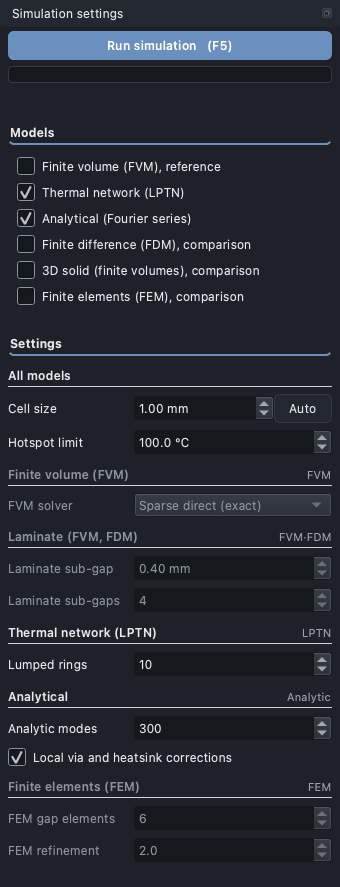 Simulation settings
Run simulation (F5)
Models
Finite volume (FVM), reference
Thermal network (LPTN)
Analytical (Fourier series)
Finite difference (FDM), comparison
3D solid (finite volumes), comparison
Finite elements (FEM), comparison
Settings
All models
Cell size 1.00 mm Auto
Hotspot limit 100.0 °C
Finite volume (FVM) FVM
FVM solver Sparse direct (exact)
Laminate (FVM, FDM) FVM·FDM
Laminate sub-gap 0.40 mm
Laminate sub-gaps 4
Thermal network (LPTN) LPTN
Lumped rings 10
Analytical Analytic
Analytic modes 300
Local via and heatsink corrections
Finite elements (FEM) FEM
FEM gap elements 6
FEM refinement 2.0